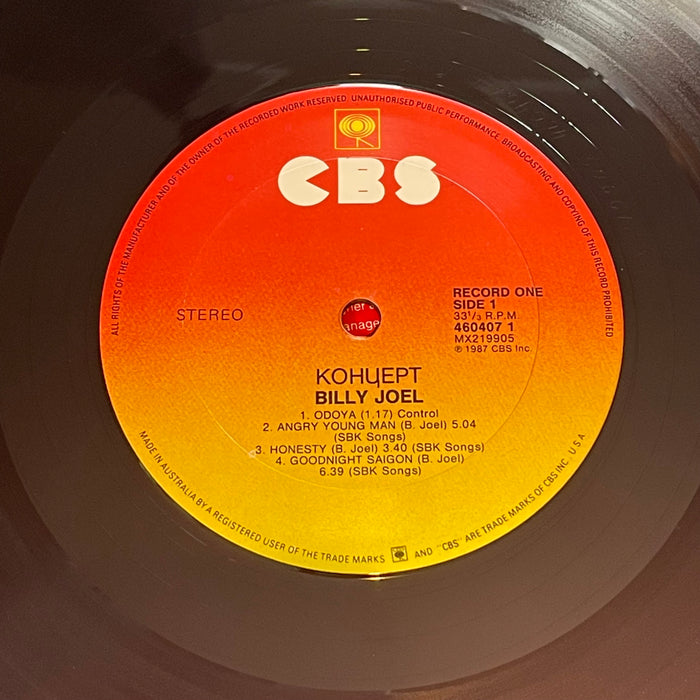 ALL RIGHTS OF THE MANUFACTURER AND OF THE OWNER OF THE RECORDED WORK RESERVED. UNAUTHORISED PUBLIC PERFORMANCE, BROADCASTING AND COPYING OF THIS RECORD PROHIBITED
CBS
STEREO
RECORD ONE
SIDE 1
33⅓ R.P.M.
460407 1
MX219905
℗ 1987 CBS Inc.
anage
КОНЦЕРТ
BILLY JOEL
1. ODOYA (1.17) Control
2. ANGRY YOUNG MAN (B. Joel) 5.04
(SBK Songs)
3. HONESTY (B. Joel) 3.40 (SBK Songs)
4. GOODNIGHT SAIGON (B. Joel)
6.39 (SBK Songs)
MADE IN AUSTRALIA BY A REGISTERED USER OF THE TRADE MARKS AND "CBS" ARE TRADE MARKS OF CBS INC. U.S.A.